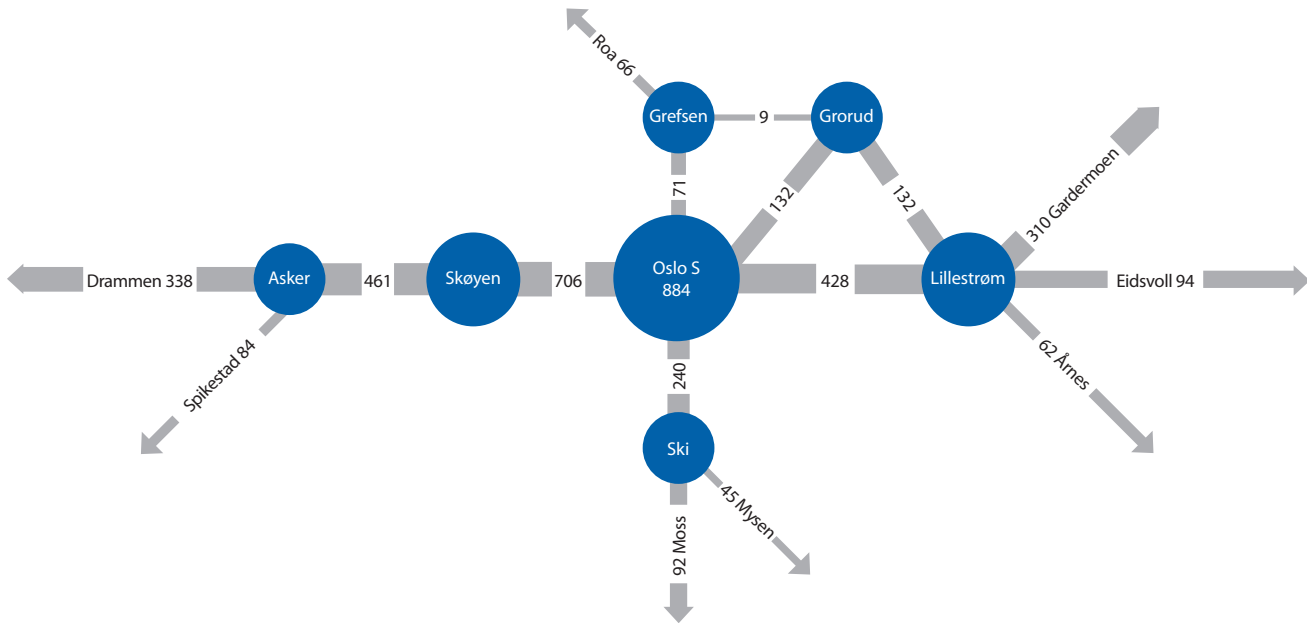 Roa 66
Grefsen
9
Grorud
71
132
132
310 Gardermoen
Drammen 338
Asker
461
Skøyen
706
Oslo S
884
428
Lillestrøm
Eidsvoll 94
Spikestad 84
240
62 Årnes
Ski
45 Mysen
92 Moss